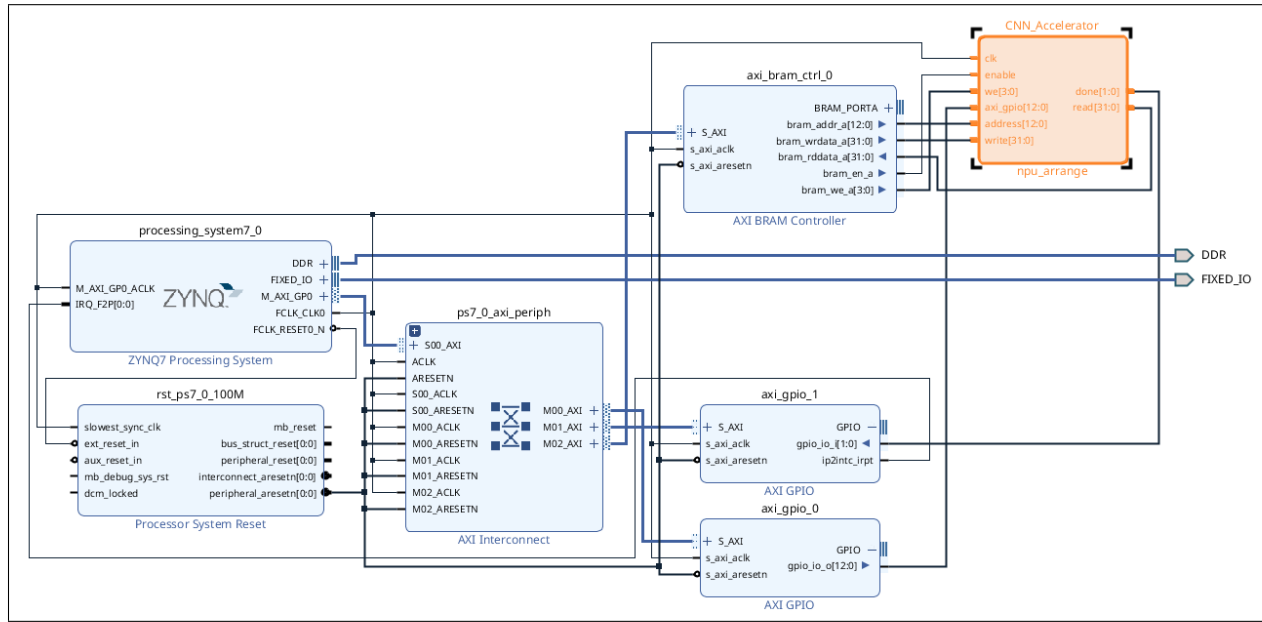 CNN_Accelerator
clk
enable
we[3:0]
done[1:0]
axi_gpio[12:0]
read[31:0]
address[12:0]
write[31:0]
npu_arrange
axi_bram_ctrl_0
BRAM_PORTA
bram_addr_a[12:0]
S_AXI
bram_wrdata_a[31:0]
s_axi_aclk
bram_rddata_a[31:0]
s_axi_aresetn
bram_en_a
bram_we_a[3:0]
AXI BRAM Controller
processing_system7_0
DDR
FIXED_IO
M_AXI_GP0_ACLK
M_AXI_GP0
IRQ_F2P[0:0]
FCLK_CLK0
FCLK_RESET0_N
ZYNQ
ZYNQ7 Processing System
DDR
FIXED_IO
ps7_0_axi_periph
S00_AXI
ACLK
ARESETN
S00_ACLK
S00_ARESETN
M00_AXI
M00_ACLK
M01_AXI
M00_ARESETN
M02_AXI
M01_ACLK
M01_ARESETN
M02_ACLK
M02_ARESETN
AXI Interconnect
rst_ps7_0_100M
slowest_sync_clk
mb_reset
ext_reset_in
bus_struct_reset[0:0]
aux_reset_in
peripheral_reset[0:0]
mb_debug_sys_rst
interconnect_aresetn[0:0]
dcm_locked
peripheral_aresetn[0:0]
Processor System Reset
axi_gpio_1
S_AXI
GPIO
s_axi_aclk
gpio_io_i[1:0]
s_axi_aresetn
ip2intc_irpt
AXI GPIO
axi_gpio_0
S_AXI
GPIO
s_axi_aclk
gpio_io_o[12:0]
s_axi_aresetn
AXI GPIO